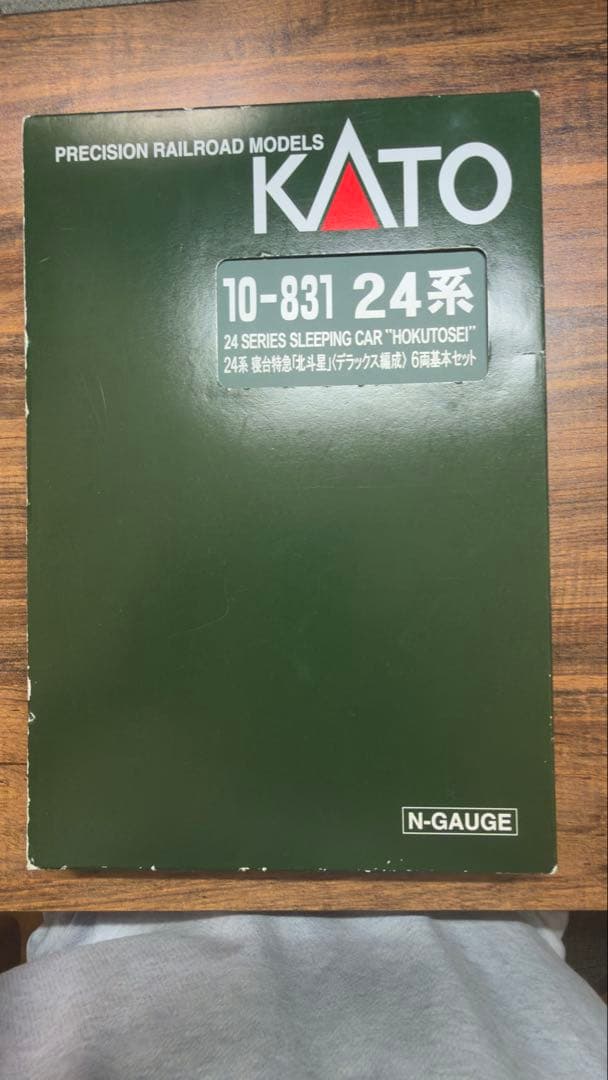 PRECISION RAILROAD MODELS
KATO
10-831 24系
24 SERIES SLEEPING CAR "HOKUTOSEI"
24系 寝台特急「北斗星」〈デラックス編成〉 6両基本セット
N-GAUGE